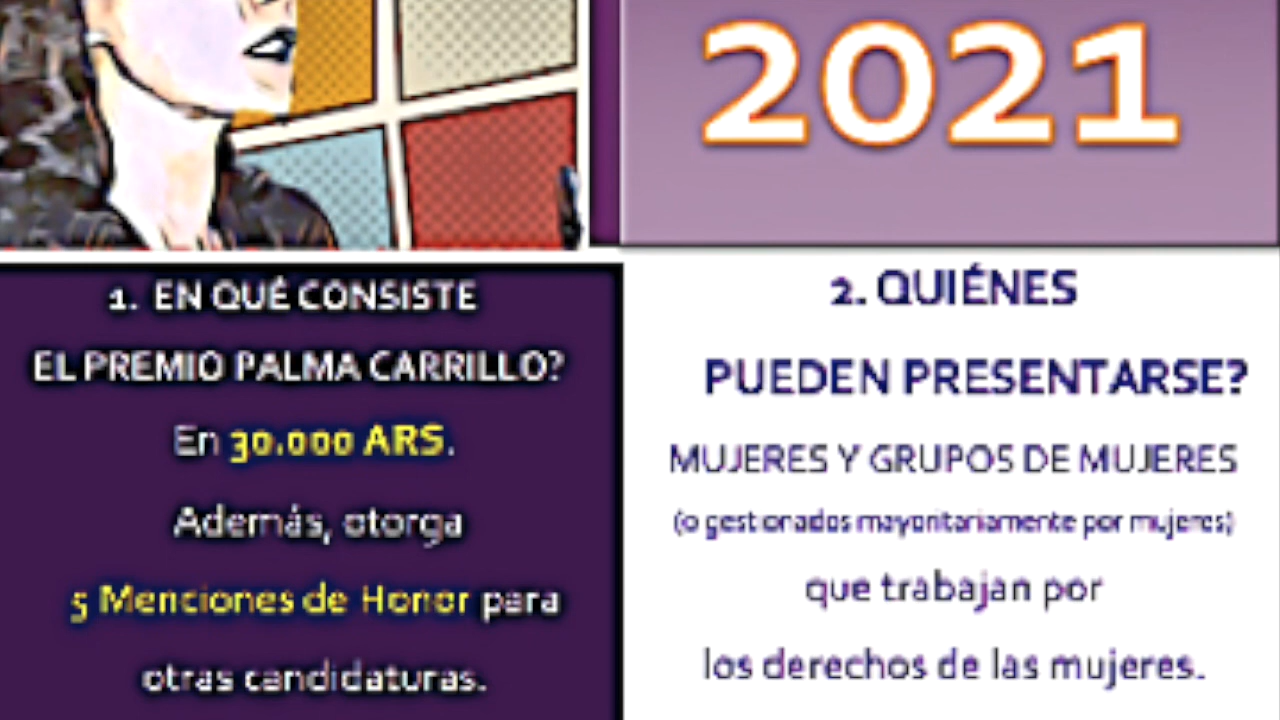 2021
1. EN QUÉ CONSISTE
EL PREMIO PALMA CARRILLO?
En 30.000 ARS.
Además, otorga
5 Menciones de Honor para
otras candidaturas.
2. QUIÉNES
PUEDEN PRESENTARSE?
MUJERES Y GRUPOS DE MUJERES
(o gestionados mayoritariamente por mujeres)
que trabajan por
los derechos de las mujeres.